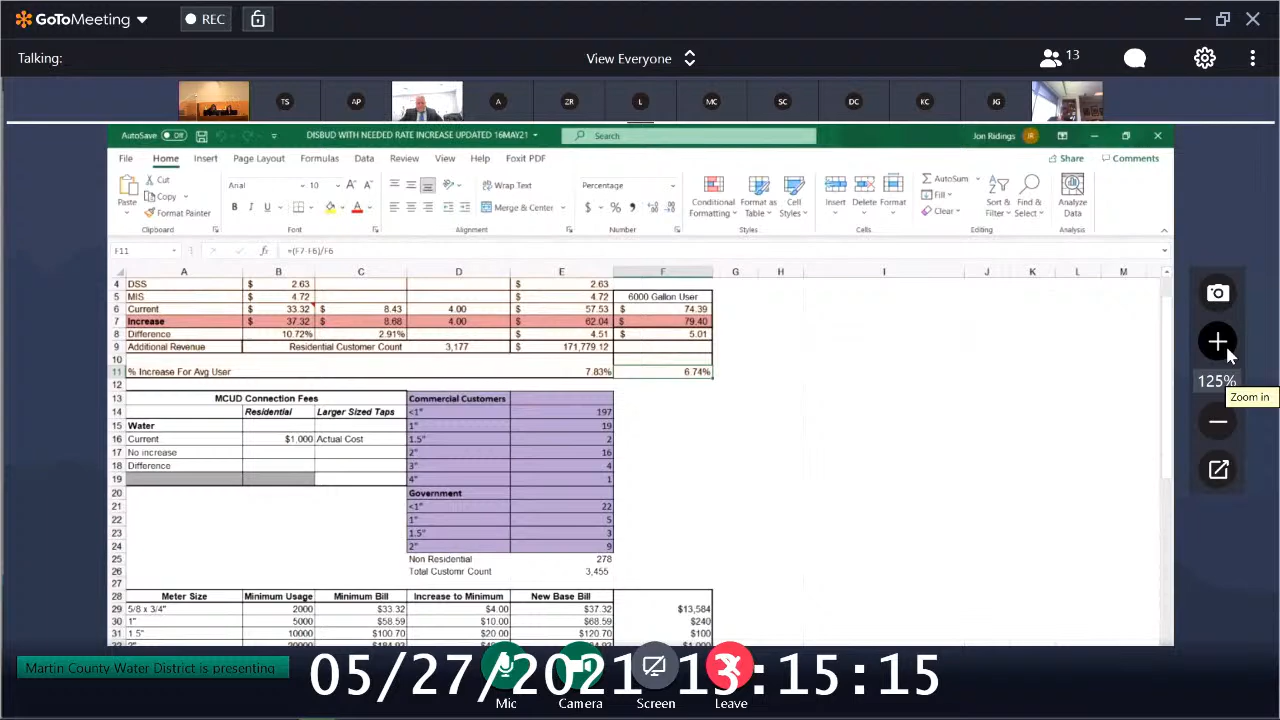 GoToMeeting REC
Talking: View Everyone 13
TS AP A ZR L MC SC DC KC JG
AutoSave Off DISBUD WITH NEEDED RATE INCREASE UPDATED 16MAY21 Search Jon Ridings JR
File Home Insert Page Layout Formulas Data Review View Help Foxit PDF Share Comments
Cut Arial 10 Wrap Text Percentage AutoSum
Copy Fill
Paste Format Painter B I U Merge & Center $ % Conditional Formatting Format as Table Cell Styles Insert Delete Format Clear Sort & Filter Find & Select Analyze Data
Clipboard Font Alignment Number Styles Cells Editing Analysis
F11 fx =(F7-F6)/F6
A B C D E F G H I J K L M
4 DSS $ 2.63 $ 2.63
5 MIS $ 4.72 $ 4.72 6000 Gallon User
6 Current $ 33.32 $ 8.43 4.00 $ 57.53 $ 74.39
7 Increase $ 37.32 $ 8.68 4.00 $ 62.04 $ 79.40
8 Difference 10.72% 2.91% $ 4.51 $ 5.01
9 Additional Revenue Residential Customer Count 3,177 $ 171,779.12
10
11 % Increase For Avg User 7.83% 6.74%
12
13 MCUD Connection Fees Commercial Customers
14 Residential Larger Sized Taps <1" 197
15 Water 1" 19
16 Current $1,000 Actual Cost 1.5" 2
17 No increase 2" 16
18 Difference 3" 4
19 4" 1
20 Government
21 <1" 22
22 1" 5
23 1.5" 3
24 2" 9
25 Non Residential 278
26 Total Customr Count 3,455
27
28 Meter Size Minimum Usage Minimum Bill Increase to Minimum New Base Bill
29 5/8 x 3/4" 2000 $33.32 $4.00 $37.32 $13,584
30 1" 5000 $58.59 $10.00 $68.59 $240
31 1.5" 10000 $100.70 $20.00 $120.70 $100
125%
Zoom in
Martin County Water District is presenting
05/27/2021 13:15:15
Mic Camera Screen Leave